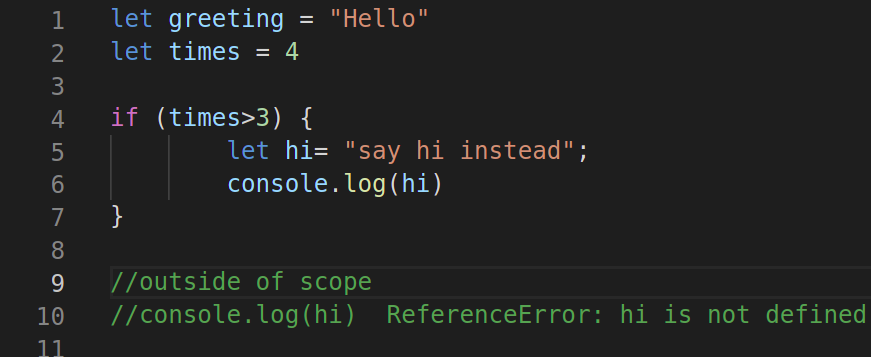 1 let greeting = "Hello"
2 let times = 4
3
4 if (times>3) {
5         let hi= "say hi instead";
6         console.log(hi)
7 }
8
9 //outside of scope
10 //console.log(hi)  ReferenceError: hi is not defined
11